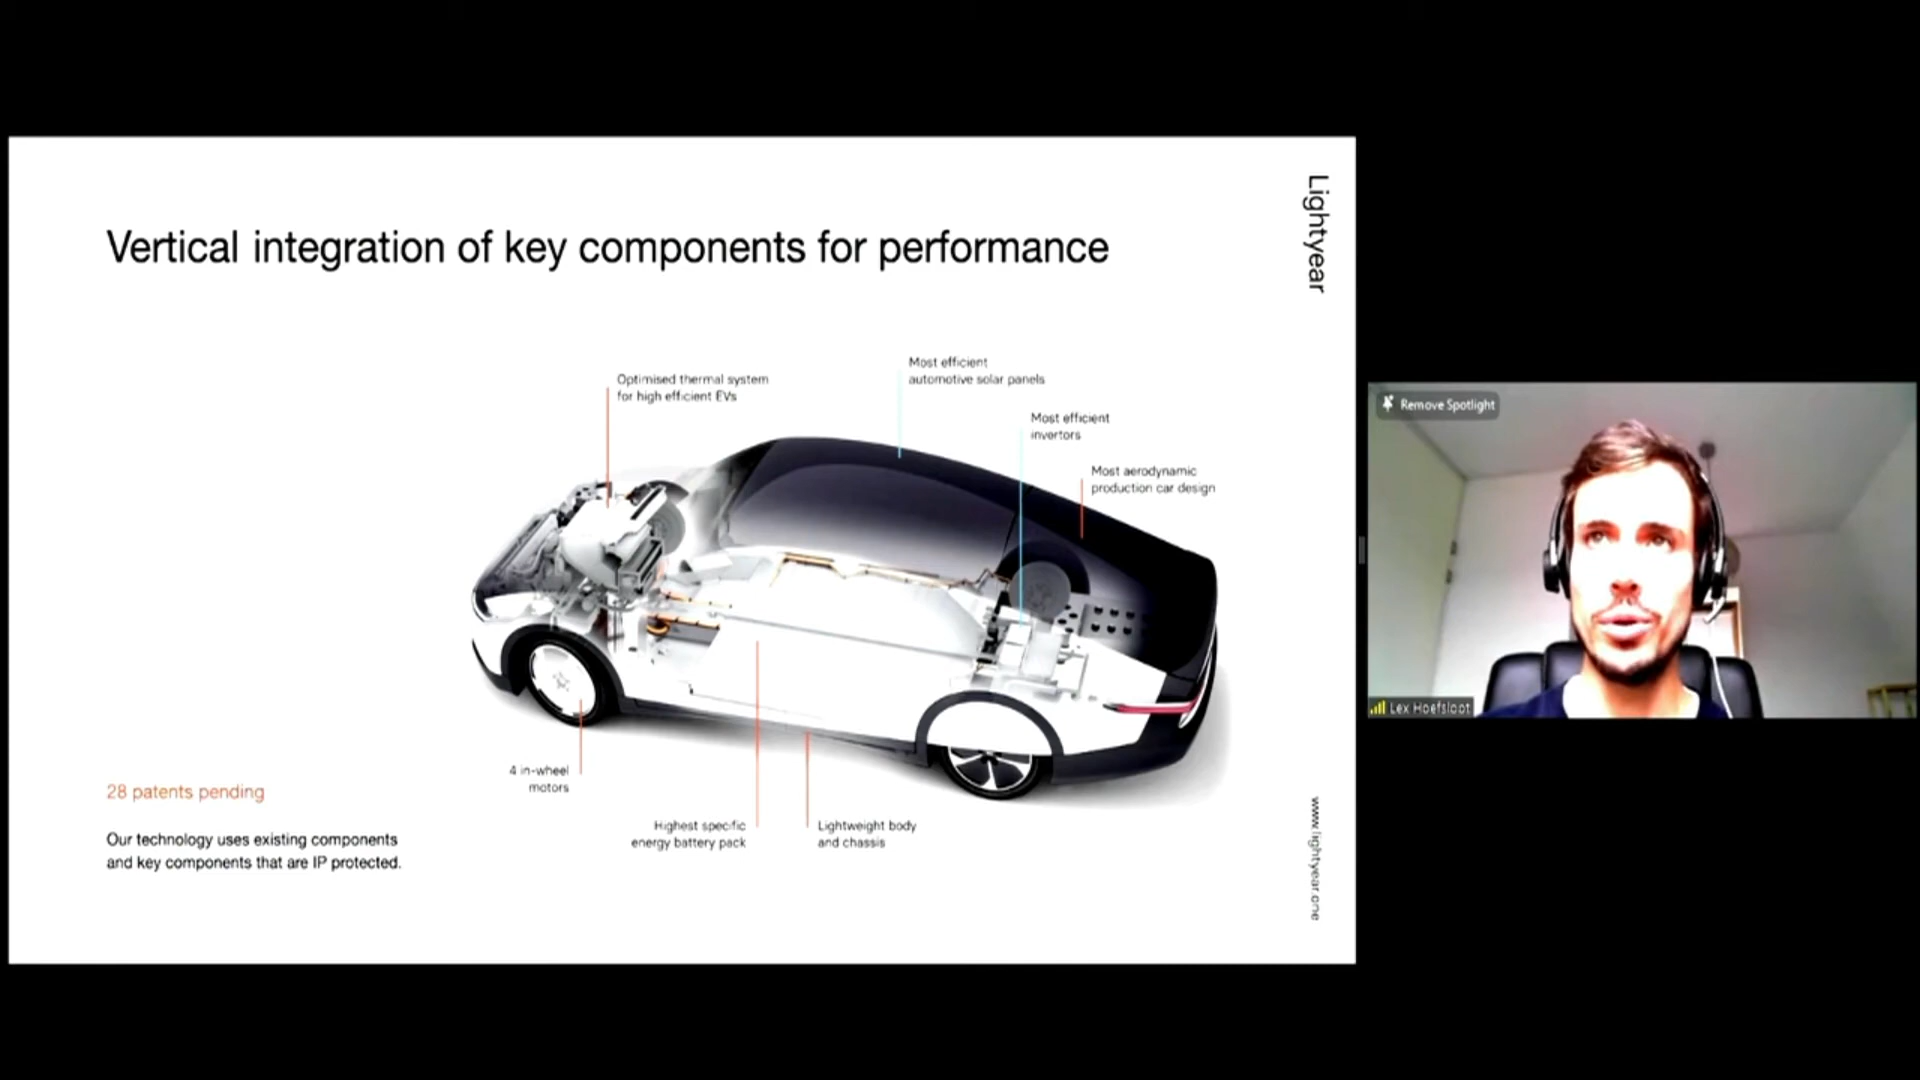 Lightyear
Vertical integration of key components for performance
Most efficient
automotive solar panels
Optimised thermal system
for high efficient EVs
Most efficient
invertors
Most aerodynamic
production car design
4 in-wheel
motors
Highest specific
energy battery pack
Lightweight body
and chassis
28 patents pending
Our technology uses existing components
and key components that are IP protected.
www.lightyear.one
Remove Spotlight
Lex Hoefsloot